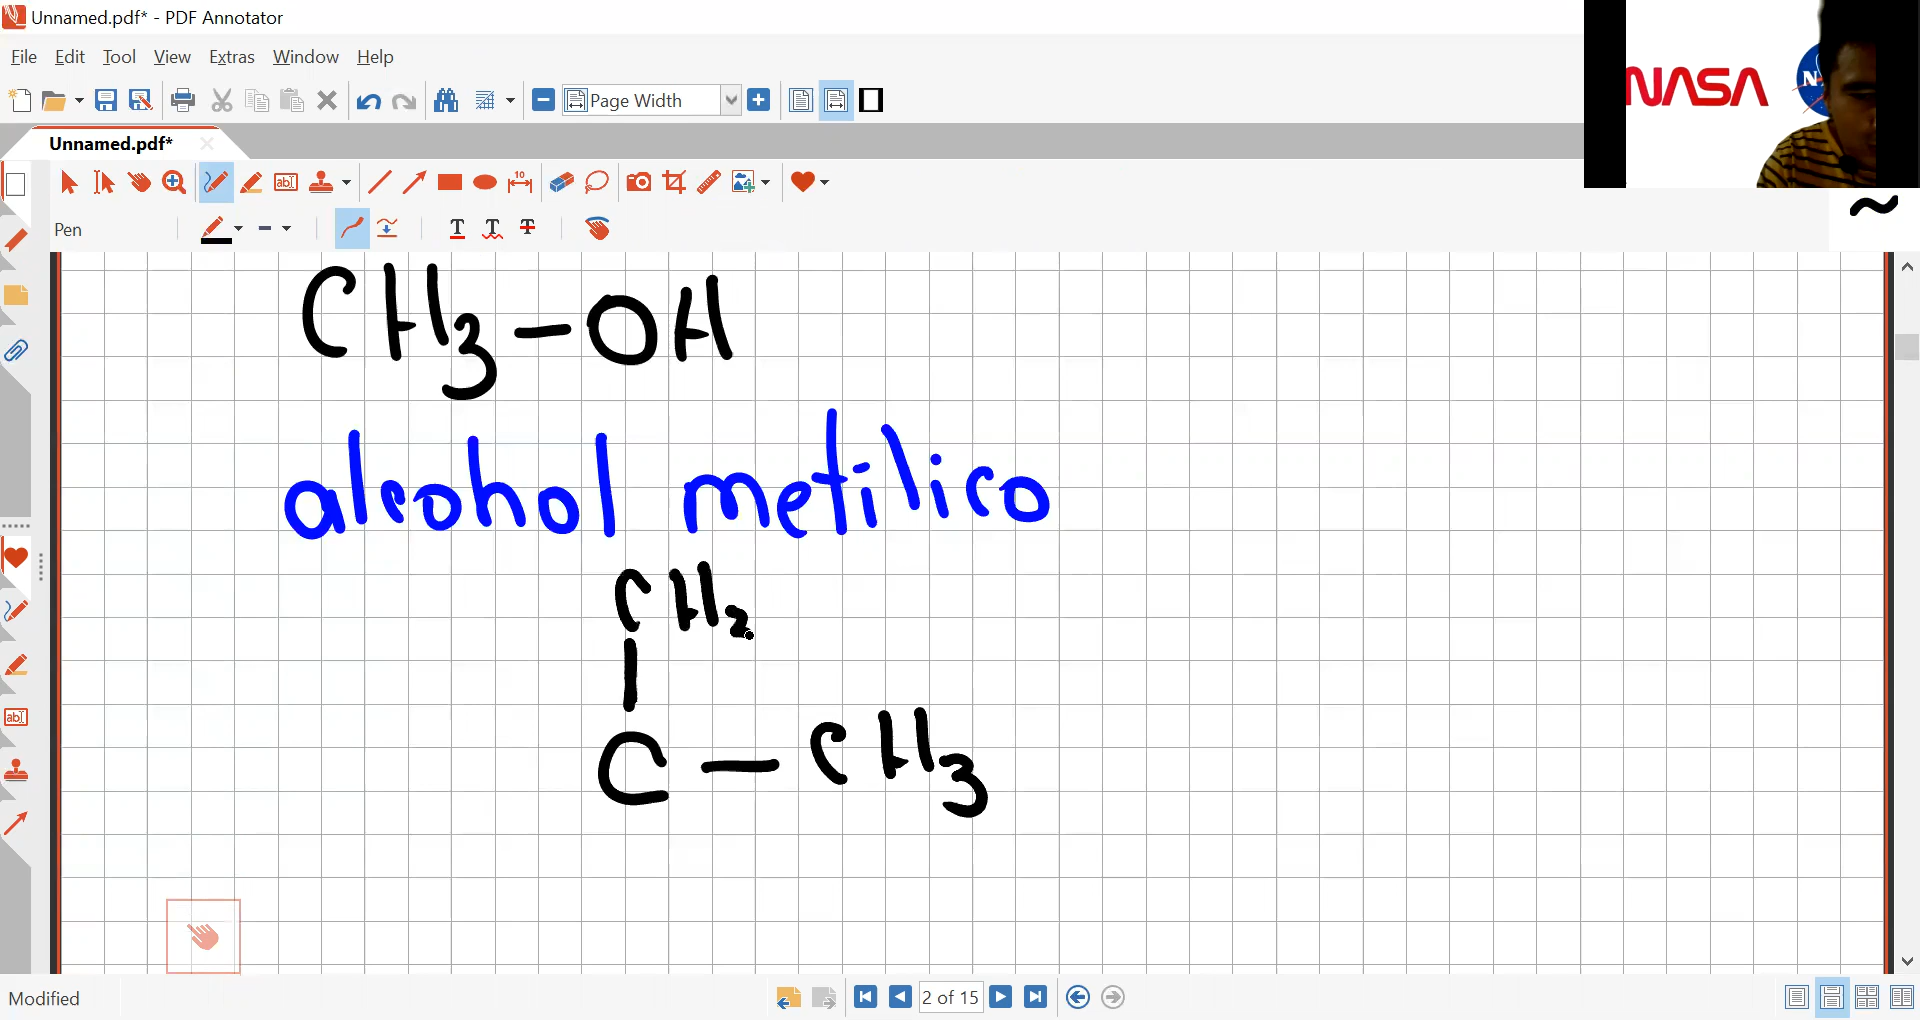 Unnamed.pdf* - PDF Annotator
File Edit Tool View Extras Window Help
Page Width
NASA
Unnamed.pdf*
Pen
CH3-OH
alcohol metilico
CH3
C-CH3
Modified
2 of 15